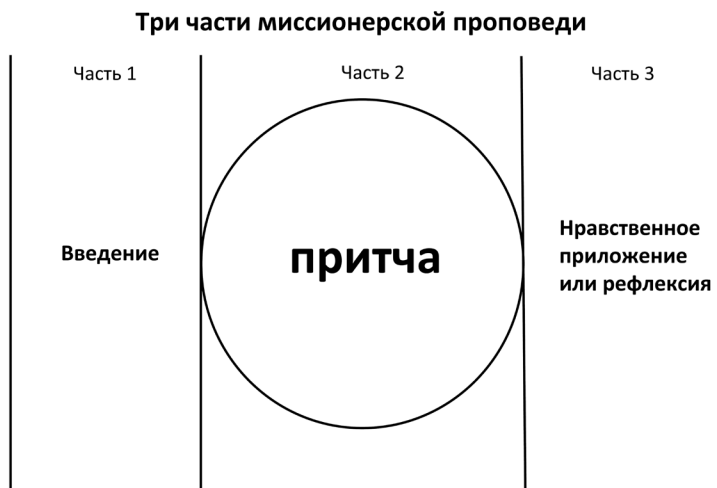 Три части миссионерской проповеди
Часть 1
Часть 2
Часть 3
Введение
притча
Нравственное
приложение
или рефлексия